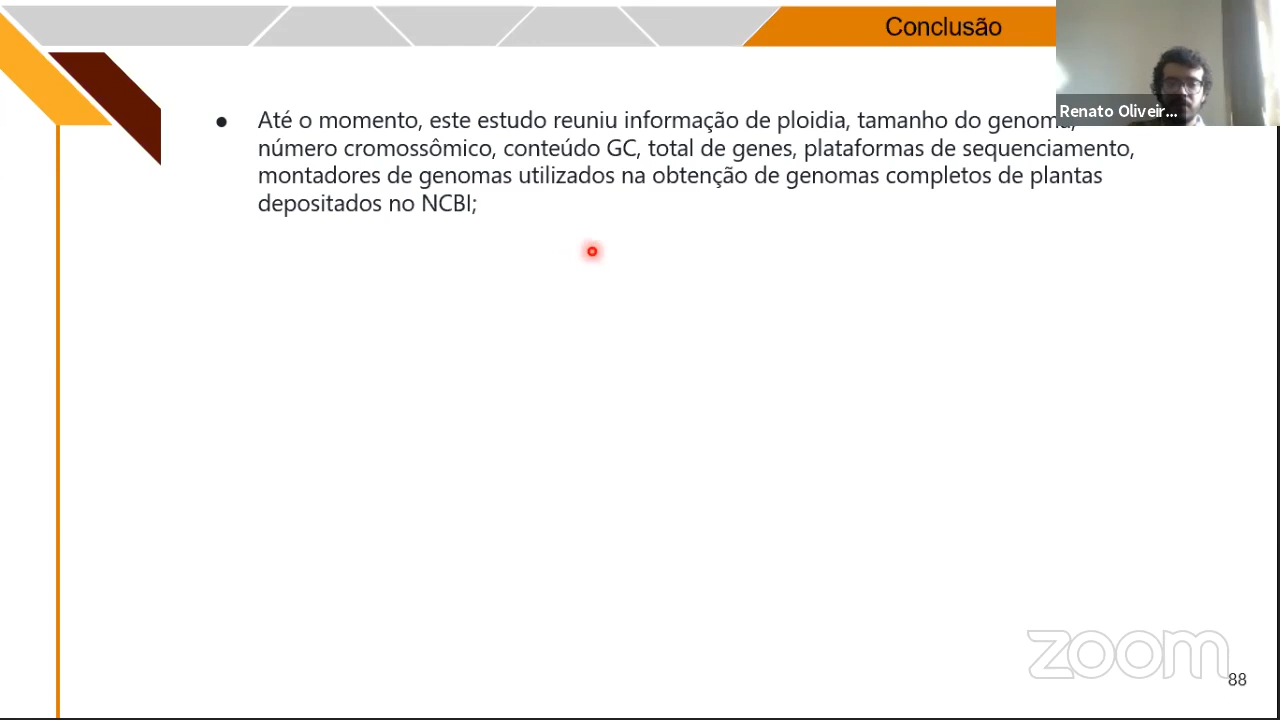 Conclusão
Renato Oliveir...
● Até o momento, este estudo reuniu informação de ploidia, tamanho do genoma,
número cromossômico, conteúdo GC, total de genes, plataformas de sequenciamento,
montadores de genomas utilizados na obtenção de genomas completos de plantas
depositados no NCBI;
zoom
88